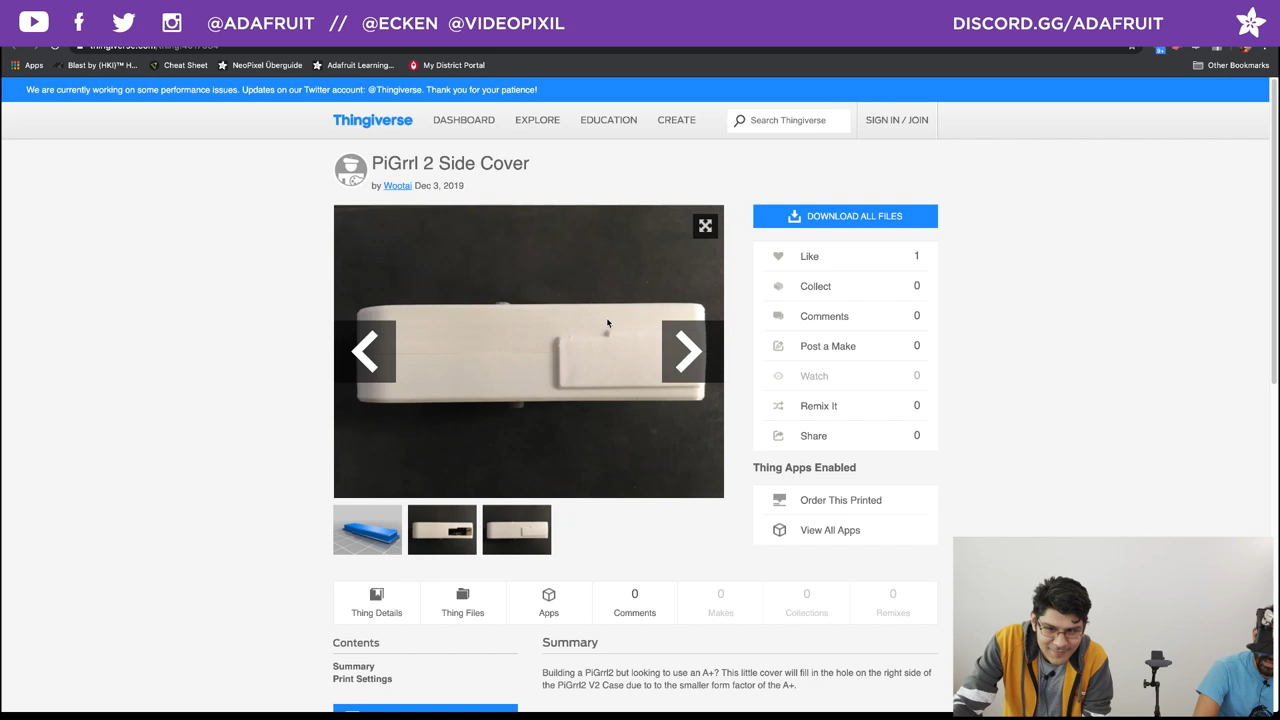 @ADAFRUIT // @ECKEN @VIDEOPIXIL
DISCORD.GG/ADAFRUIT
Apps
Blast by (HKI)™ H...
Cheat Sheet
NeoPixel Überguide
Adafruit Learning...
My District Portal
Other Bookmarks
We are currently working on some performance issues. Updates on our Twitter account: @Thingiverse. Thank you for your patience!
Thingiverse
DASHBOARD
EXPLORE
EDUCATION
CREATE
Search Thingiverse
SIGN IN / JOIN
PiGrrl 2 Side Cover
by Wootai Dec 3, 2019
DOWNLOAD ALL FILES
Like 1
Collect 0
Comments 0
Post a Make 0
Watch 0
Remix It 0
Share 0
Thing Apps Enabled
Order This Printed
View All Apps
0
0
0
0
Thing Details
Thing Files
Apps
Comments
Makes
Collections
Remixes
Contents
Summary
Print Settings
Summary
Building a PiGrrl2 but looking to use an A+? This little cover will fill in the hole on the right side of
the PiGrrl2 V2 Case due to to the smaller form factor of the A+.